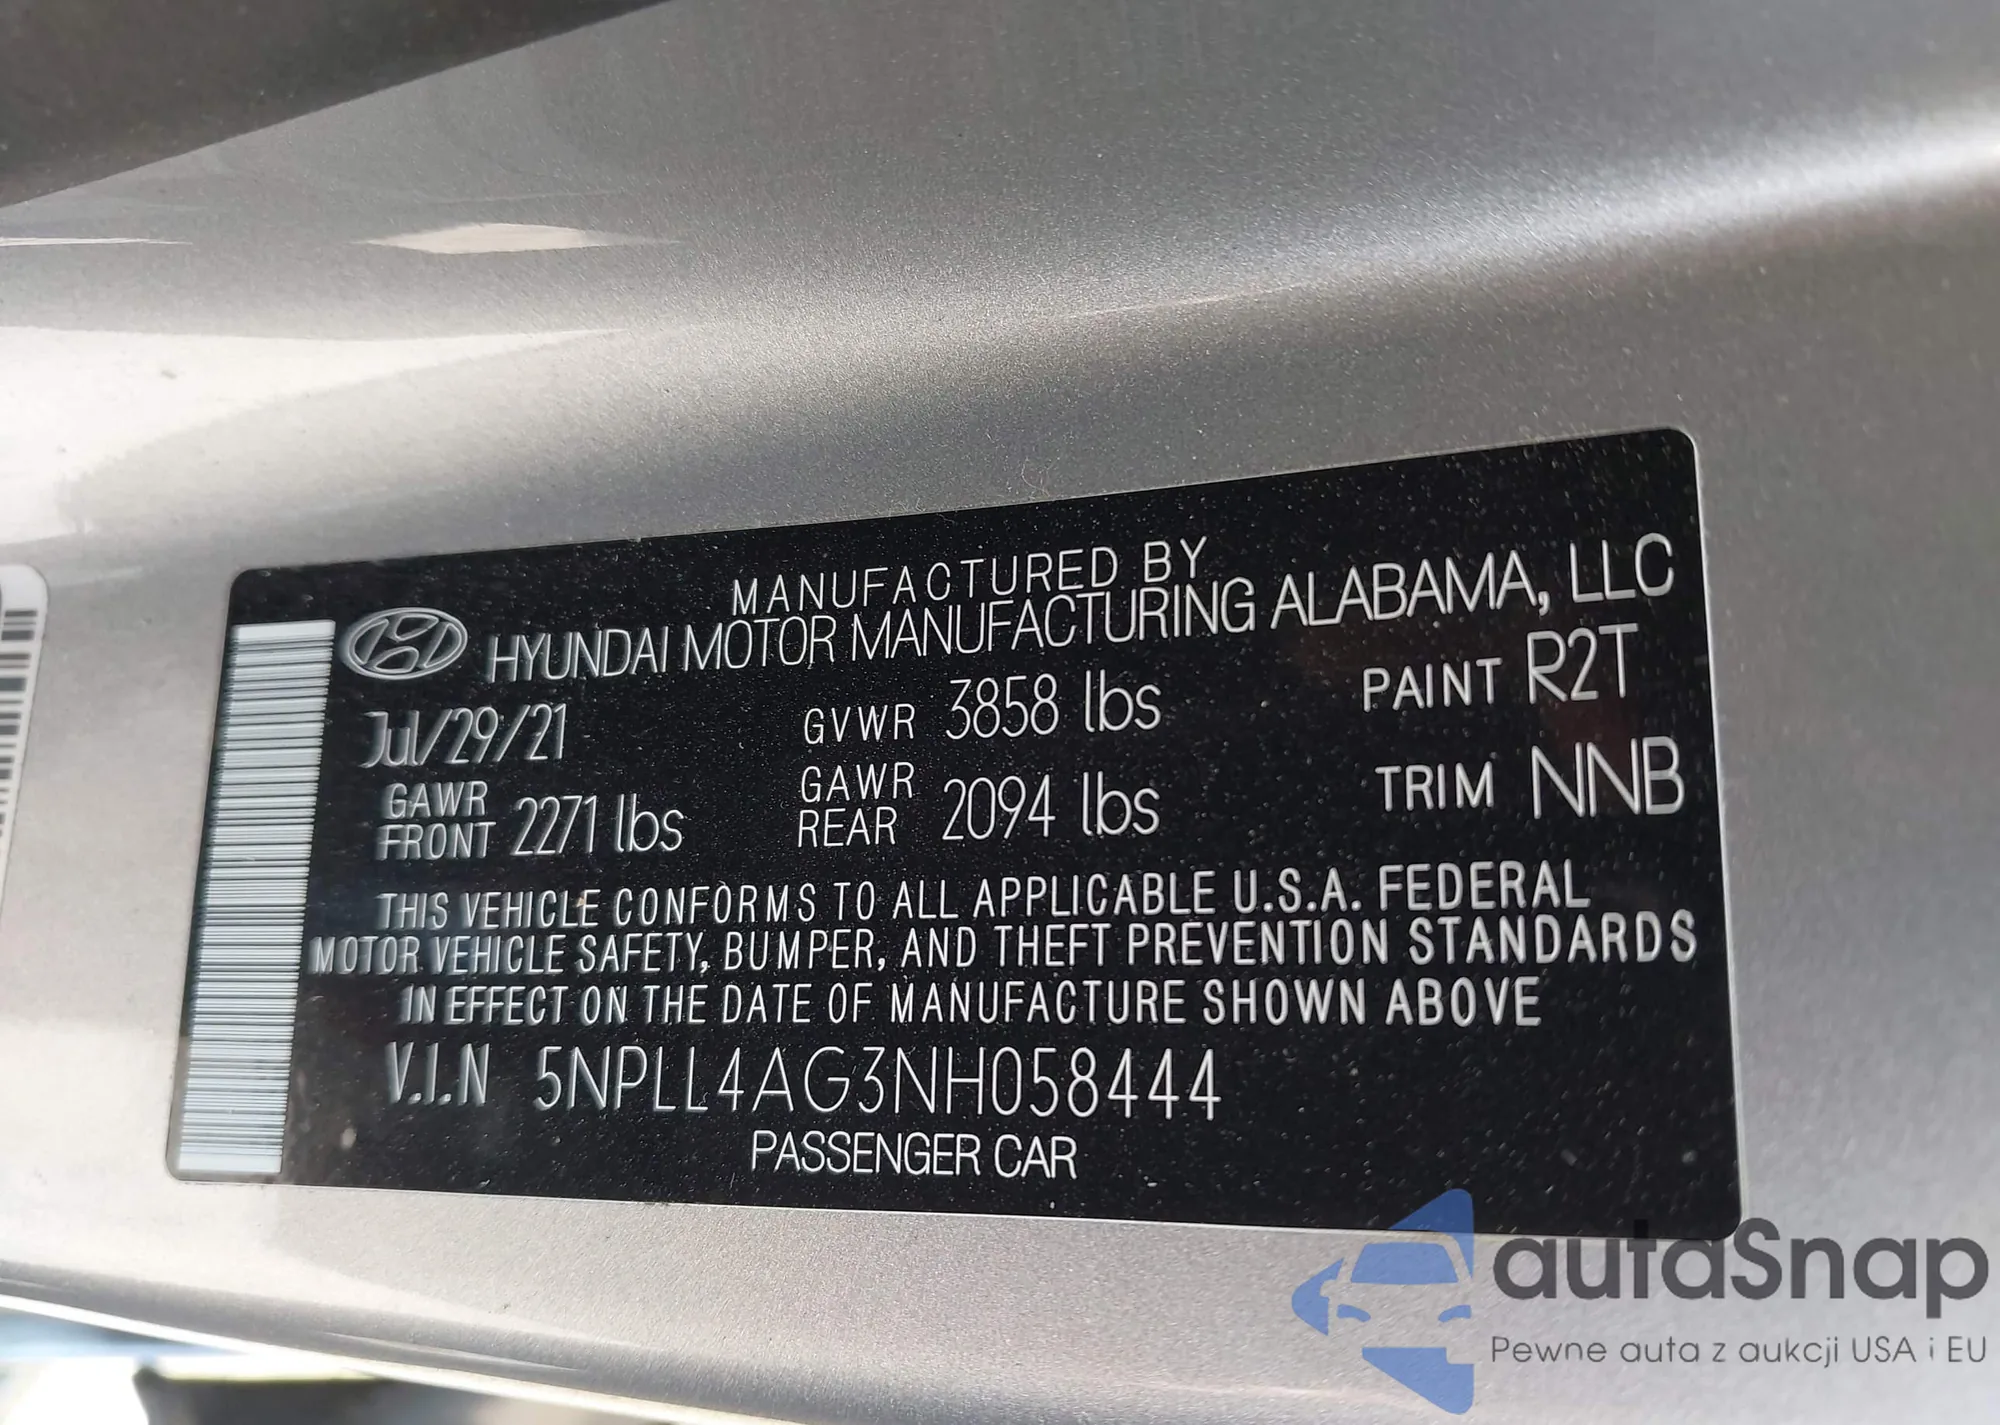 MANUFACTURED BY
HYUNDAI MOTOR MANUFACTURING ALABAMA, LLC
Jul/29/21 GVWR 3858 lbs PAINT R2T
GAWR FRONT 2271 lbs GAWR REAR 2094 lbs TRIM NNB
THIS VEHICLE CONFORMS TO ALL APPLICABLE U.S.A. FEDERAL
MOTOR VEHICLE SAFETY, BUMPER, AND THEFT PREVENTION STANDARDS
IN EFFECT ON THE DATE OF MANUFACTURE SHOWN ABOVE
V.I.N 5NPLL4AG3NH058444
PASSENGER CAR
autaSnap
Pewne auta z aukcji USA i EU